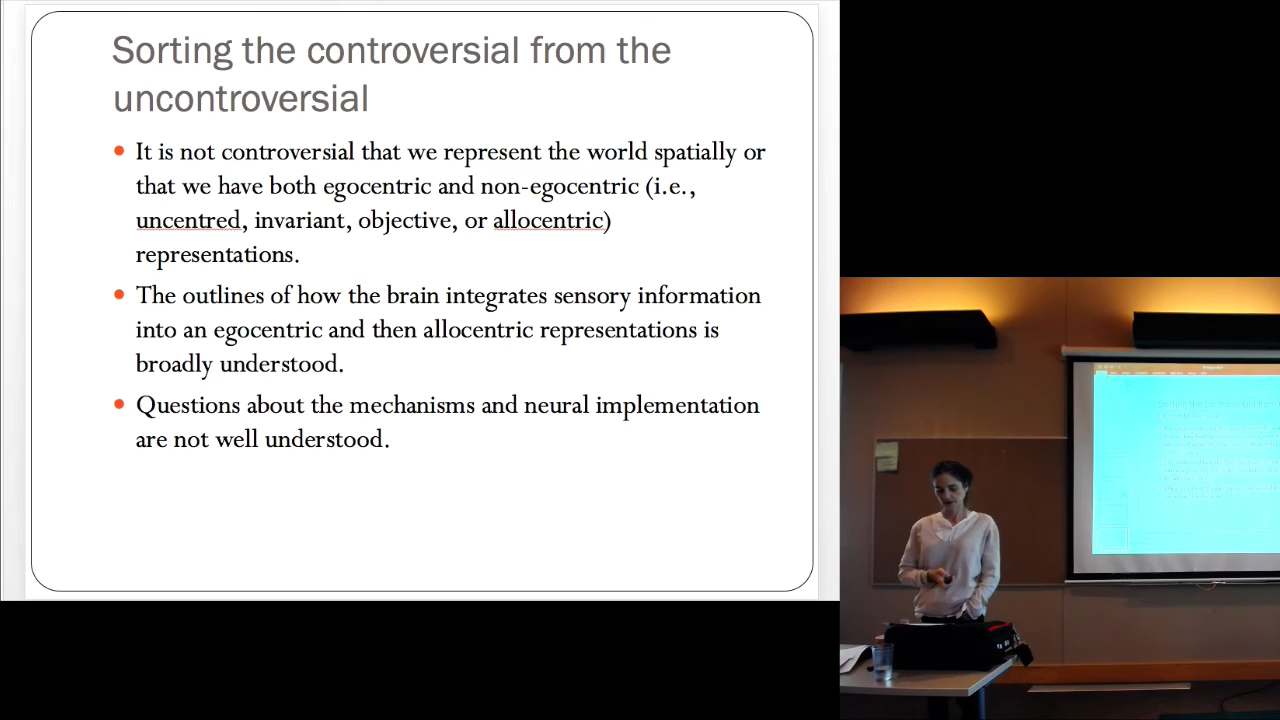 Sorting the controversial from the
uncontroversial
• It is not controversial that we represent the world spatially or
that we have both egocentric and non-egocentric (i.e.,
uncentred, invariant, objective, or allocentric)
representations.
• The outlines of how the brain integrates sensory information
into an egocentric and then allocentric representations is
broadly understood.
• Questions about the mechanisms and neural implementation
are not well understood.